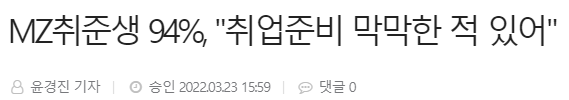 MZ취준생 94%, "취업준비 막막한 적 있어"
윤경진 기자 승인 2022.03.23 15:59 댓글 0